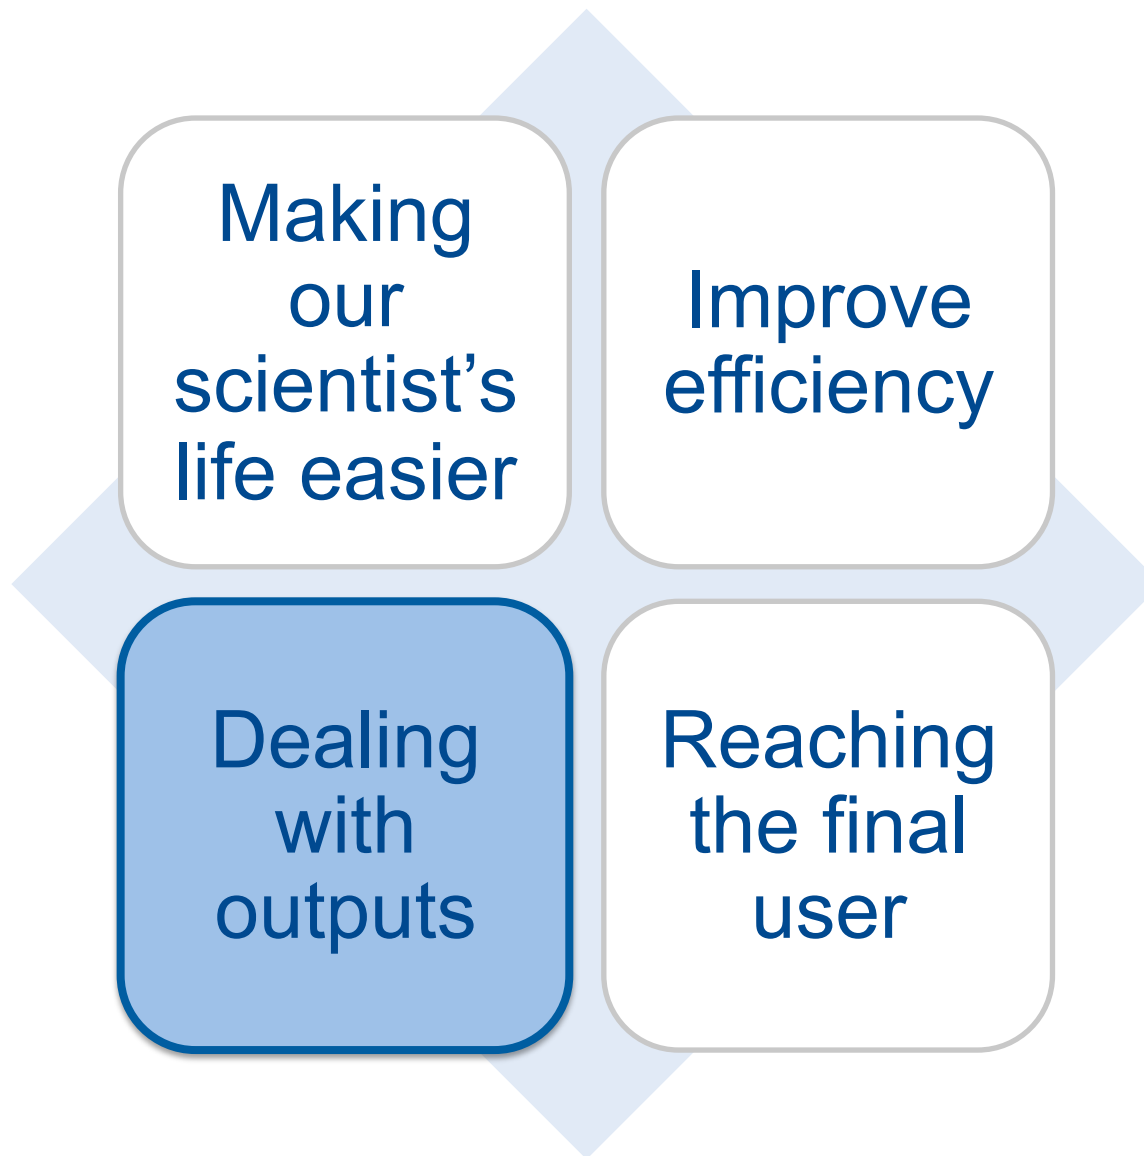 Making
our
scientist’s
life easier
Improve
efficiency
Dealing
with
outputs
Reaching
the final
user